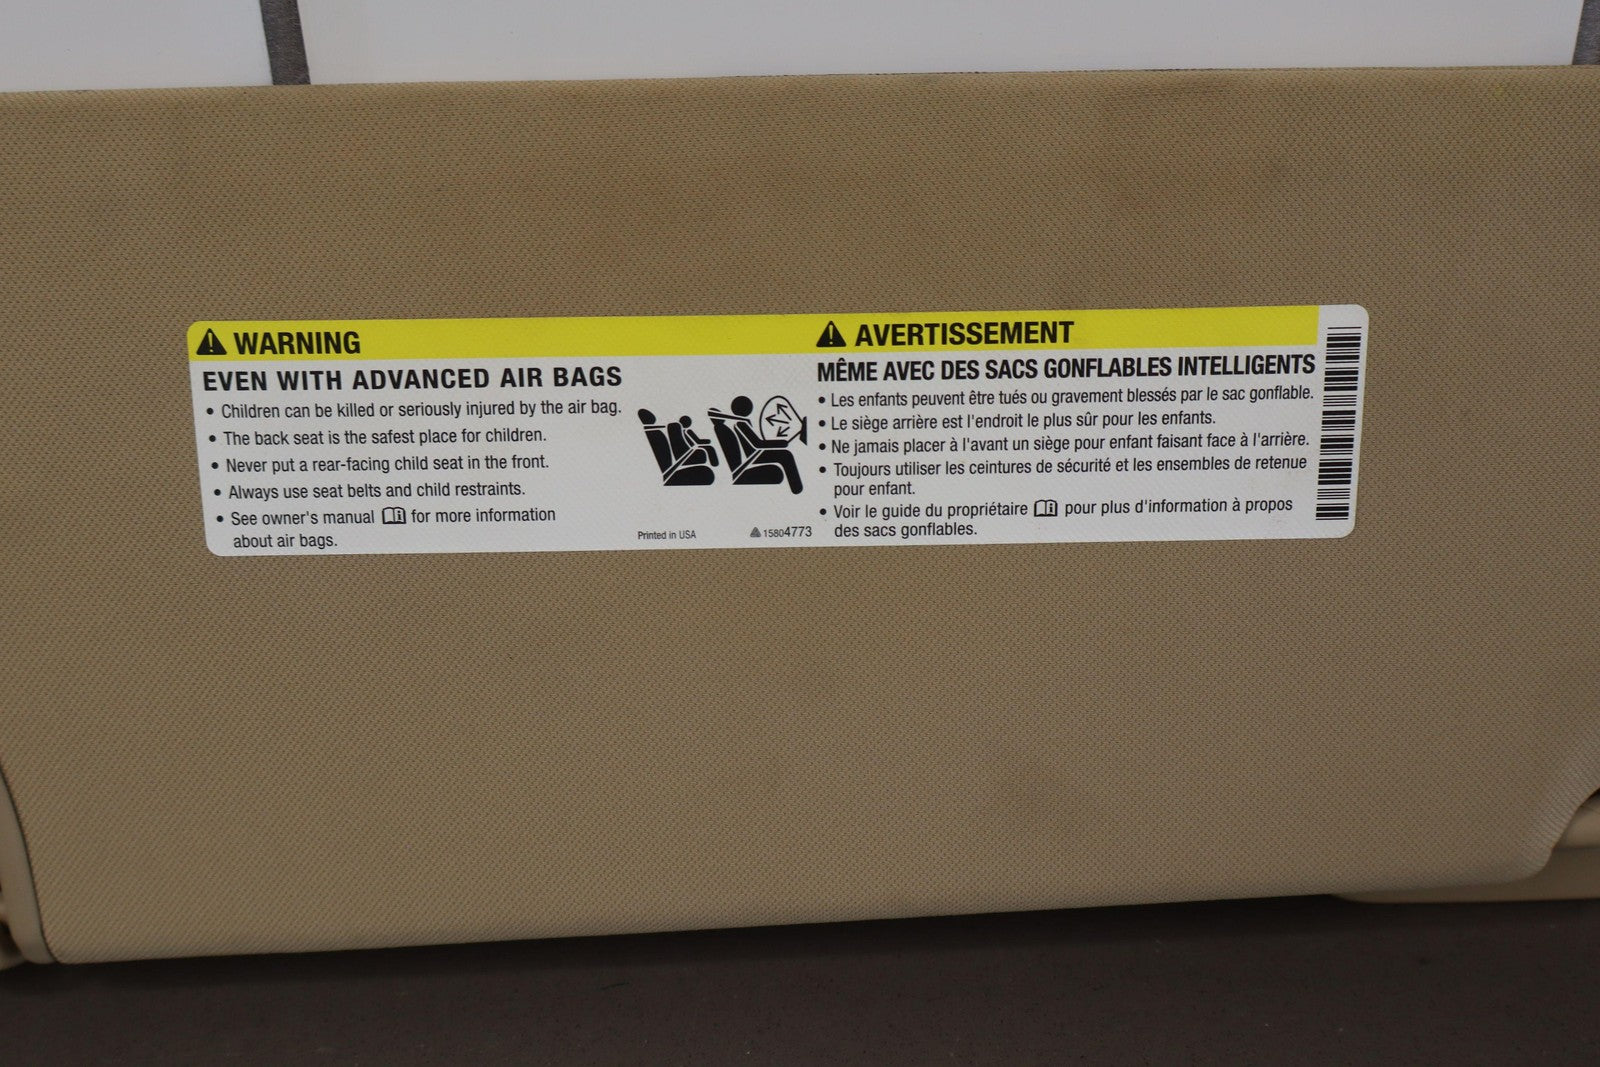 WARNING
EVEN WITH ADVANCED AIR BAGS
• Children can be killed or seriously injured by the air bag.
• The back seat is the safest place for children.
• Never put a rear-facing child seat in the front.
• Always use seat belts and child restraints.
• See owner's manual for more information
about air bags.
Printed in USA
15804773
AVERTISSEMENT
MÊME AVEC DES SACS GONFLABLES INTELLIGENTS
• Les enfants peuvent être tués ou gravement blessés par le sac gonflable.
• Le siège arrière est l'endroit le plus sûr pour les enfants.
• Ne jamais placer à l'avant un siège pour enfant faisant face à l'arrière.
• Toujours utiliser les ceintures de sécurité et les ensembles de retenue
pour enfant.
• Voir le guide du propriétaire pour plus d'information à propos
des sacs gonflables.